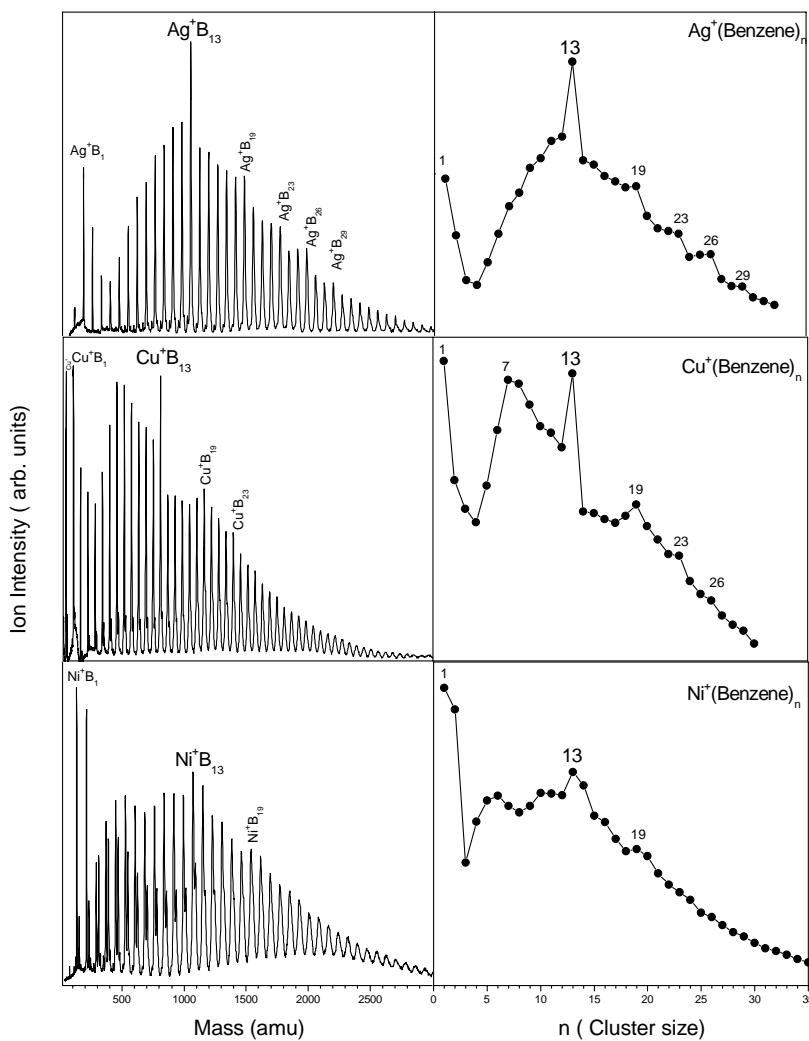 Ag⁺B₁₃
Ag⁺B₁
Ag⁺B₁₉
Ag⁺B₂₃
Ag⁺B₂₆
Ag⁺B₂₉
Ag⁺(Benzene)ₙ
1
13
19
23
26
29
Cu⁺
Cu⁺B₁
Cu⁺B₁₃
Cu⁺B₁₉
Cu⁺B₂₃
Cu⁺(Benzene)ₙ
1
7
13
19
23
26
Ion Intensity ( arb. units)
Ni⁺B₁
Ni⁺B₁₃
Ni⁺B₁₉
Ni⁺(Benzene)ₙ
1
13
19
500 1000 1500 2000 2500 0 5 10 15 20 25 30 35
Mass (amu)
n ( Cluster size)